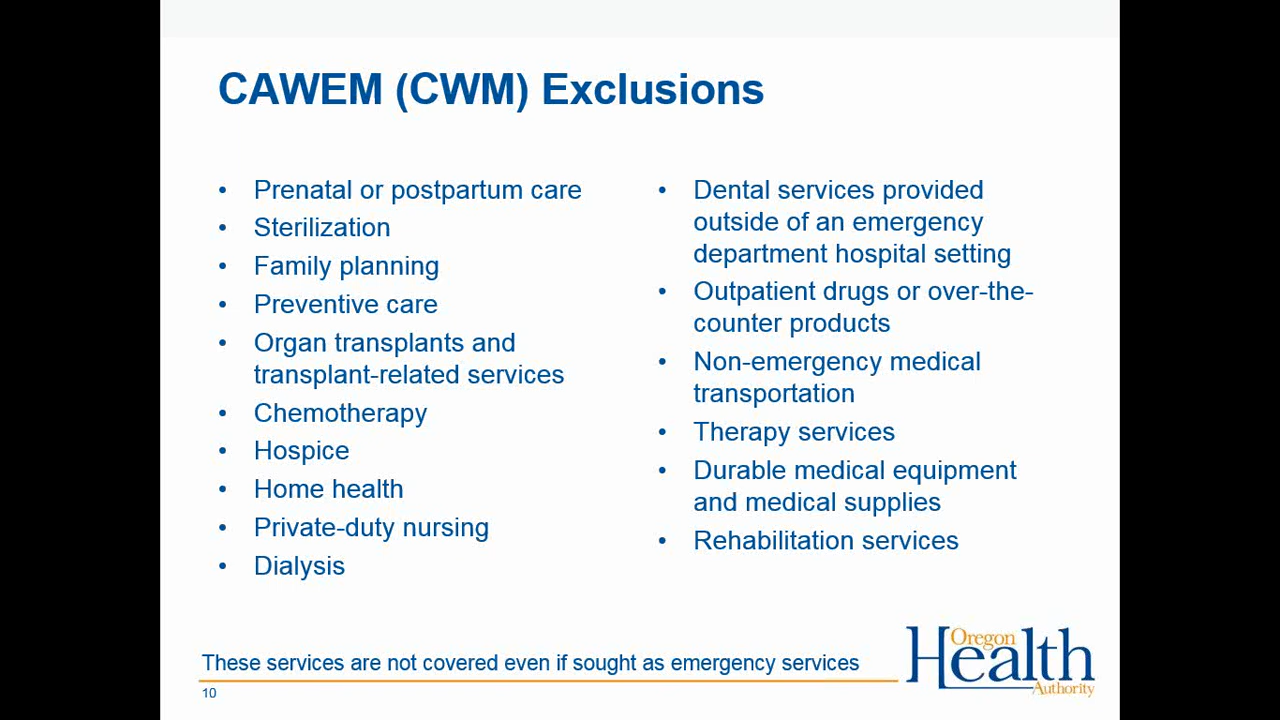 CAWEM (CWM) Exclusions
• Prenatal or postpartum care
• Sterilization
• Family planning
• Preventive care
• Organ transplants and
transplant-related services
• Chemotherapy
• Hospice
• Home health
• Private-duty nursing
• Dialysis
• Dental services provided
outside of an emergency
department hospital setting
• Outpatient drugs or over-the-
counter products
• Non-emergency medical
transportation
• Therapy services
• Durable medical equipment
and medical supplies
• Rehabilitation services
These services are not covered even if sought as emergency services
10
Oregon
Health
Authority